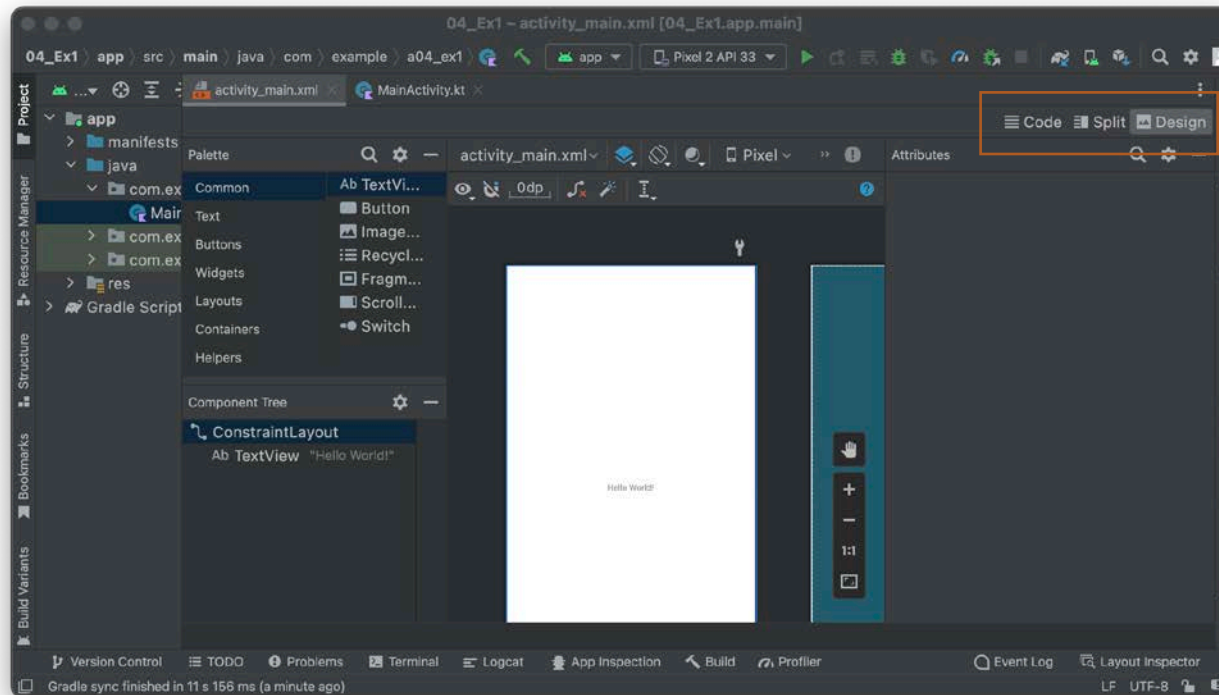 04_Ex1 – activity_main.xml [04_Ex1.app.main]
04_Ex1 〉 app 〉 src 〉 main 〉 java 〉 com 〉 example 〉 a04_ex1 〉 app Pixel 2 API 33
Project
Resource Manager
Structure
Bookmarks
Build Variants
...
app
manifests
java
com.ex
Mair
com.ex
com.ex
res
Gradle Script
activity_main.xml
MainActivity.kt
Code Split Design
Palette
Common
Text
Buttons
Widgets
Layouts
Containers
Helpers
Ab TextVi...
Button
Image...
Recycl...
Fragm...
Scroll...
Switch
Component Tree
ConstraintLayout
Ab TextView "Hello World!"
activity_main.xml Pixel
0dp
Hello World!
1:1
Attributes
Version Control TODO Problems Terminal Logcat App Inspection Build Profiler Event Log Layout Inspector
Gradle sync finished in 11 s 156 ms (a minute ago) LF UTF-8